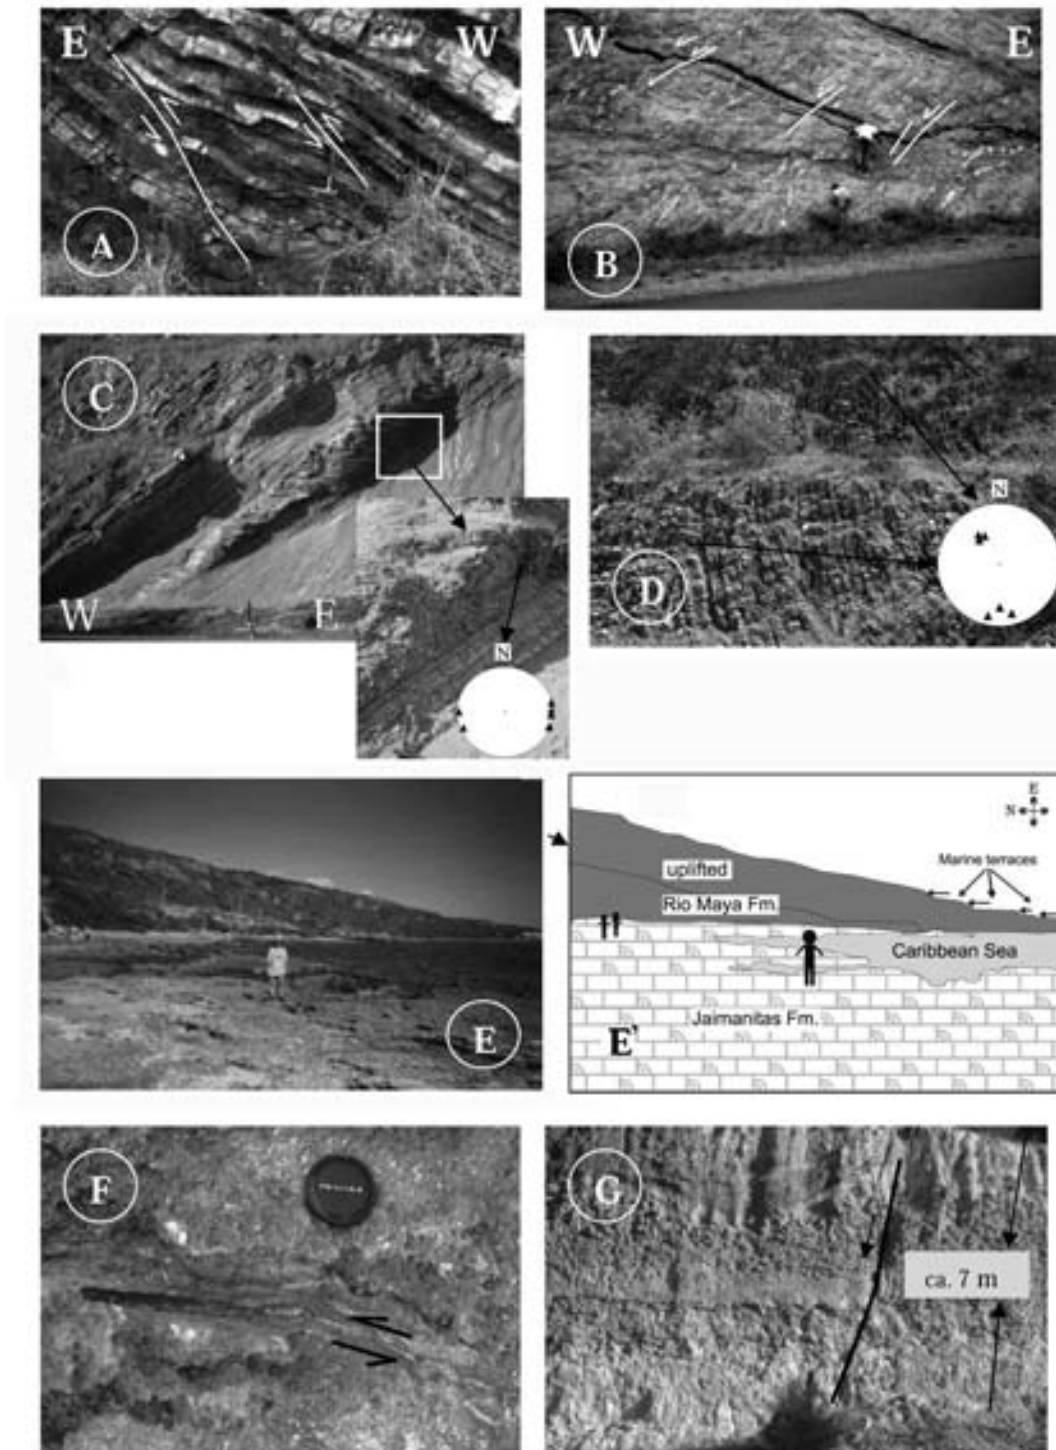 E W
A
W E
B
C
W E
N
D
N
E
E
N
Marine terraces
uplifted
Rio Maya Fm.
Caribbean Sea
Jaimanitas Fm.
E'
F
G
ca. 7 m